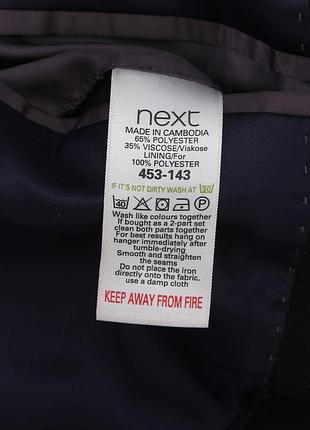 next
MADE IN CAMBODIA
65% POLYESTER
35% VISCOSE/Viskose
LINING/For
100% POLYESTER
453-143
IF IT'S NOT DIRTY WASH AT 30
40
Wash like colours together
If bought as a 2-part set
clean both parts together
For best results hang on
hanger immediately after
tumble-drying
Smooth and straighten
the seams
Do not place the iron
directly onto the fabric,
use a damp cloth
KEEP AWAY FROM FIRE